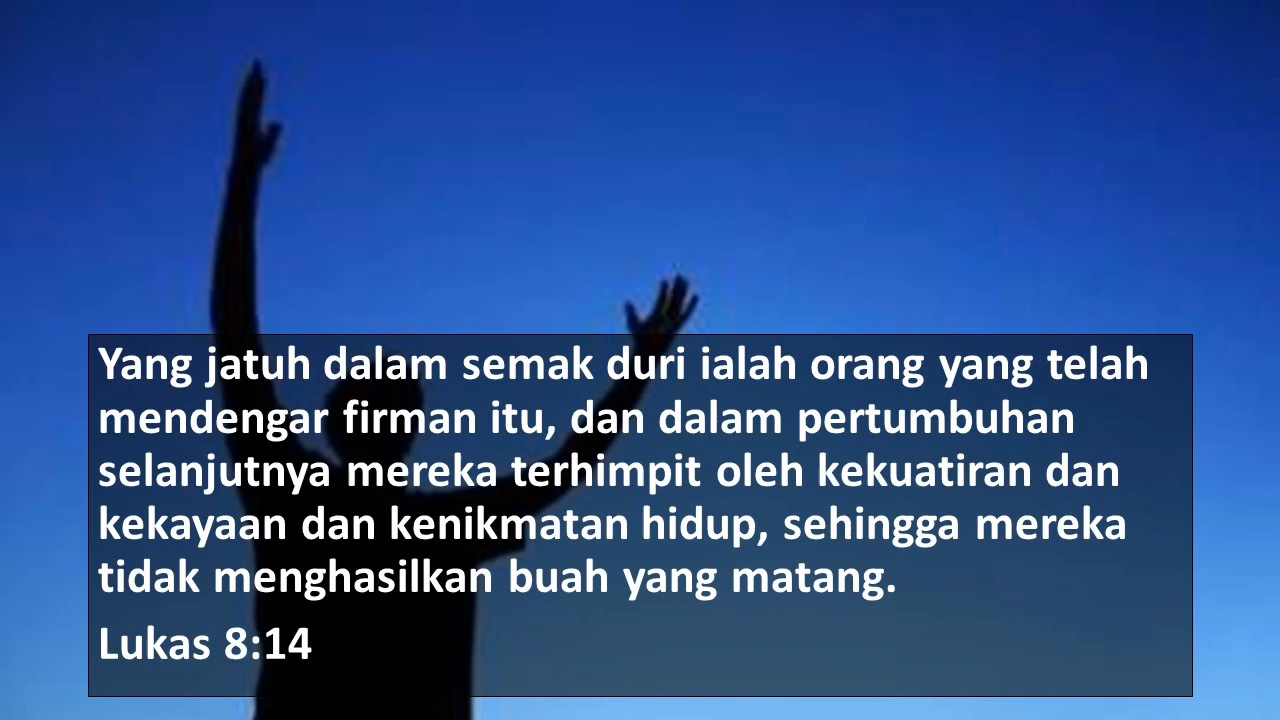 Yang jatuh dalam semak duri ialah orang yang telah
mendengar firman itu, dan dalam pertumbuhan
selanjutnya mereka terhimpit oleh kekuatiran dan
kekayaan dan kenikmatan hidup, sehingga mereka
tidak menghasilkan buah yang matang.
Lukas 8:14